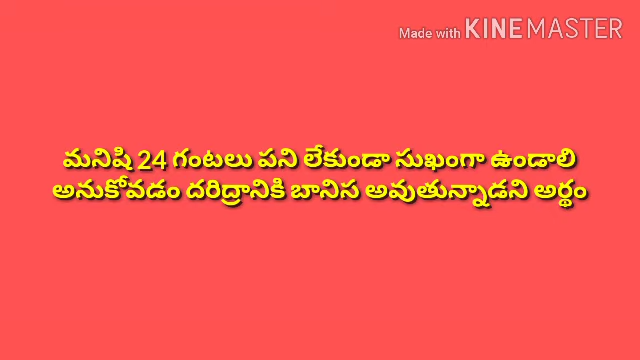 Made with KINEMASTER
మనిషి 24 గంటలు పని లేకుండా సుఖంగా ఉండాలి
అనుకోవడం దరిద్రానికి బానిస అవుతున్నాడని అర్థం